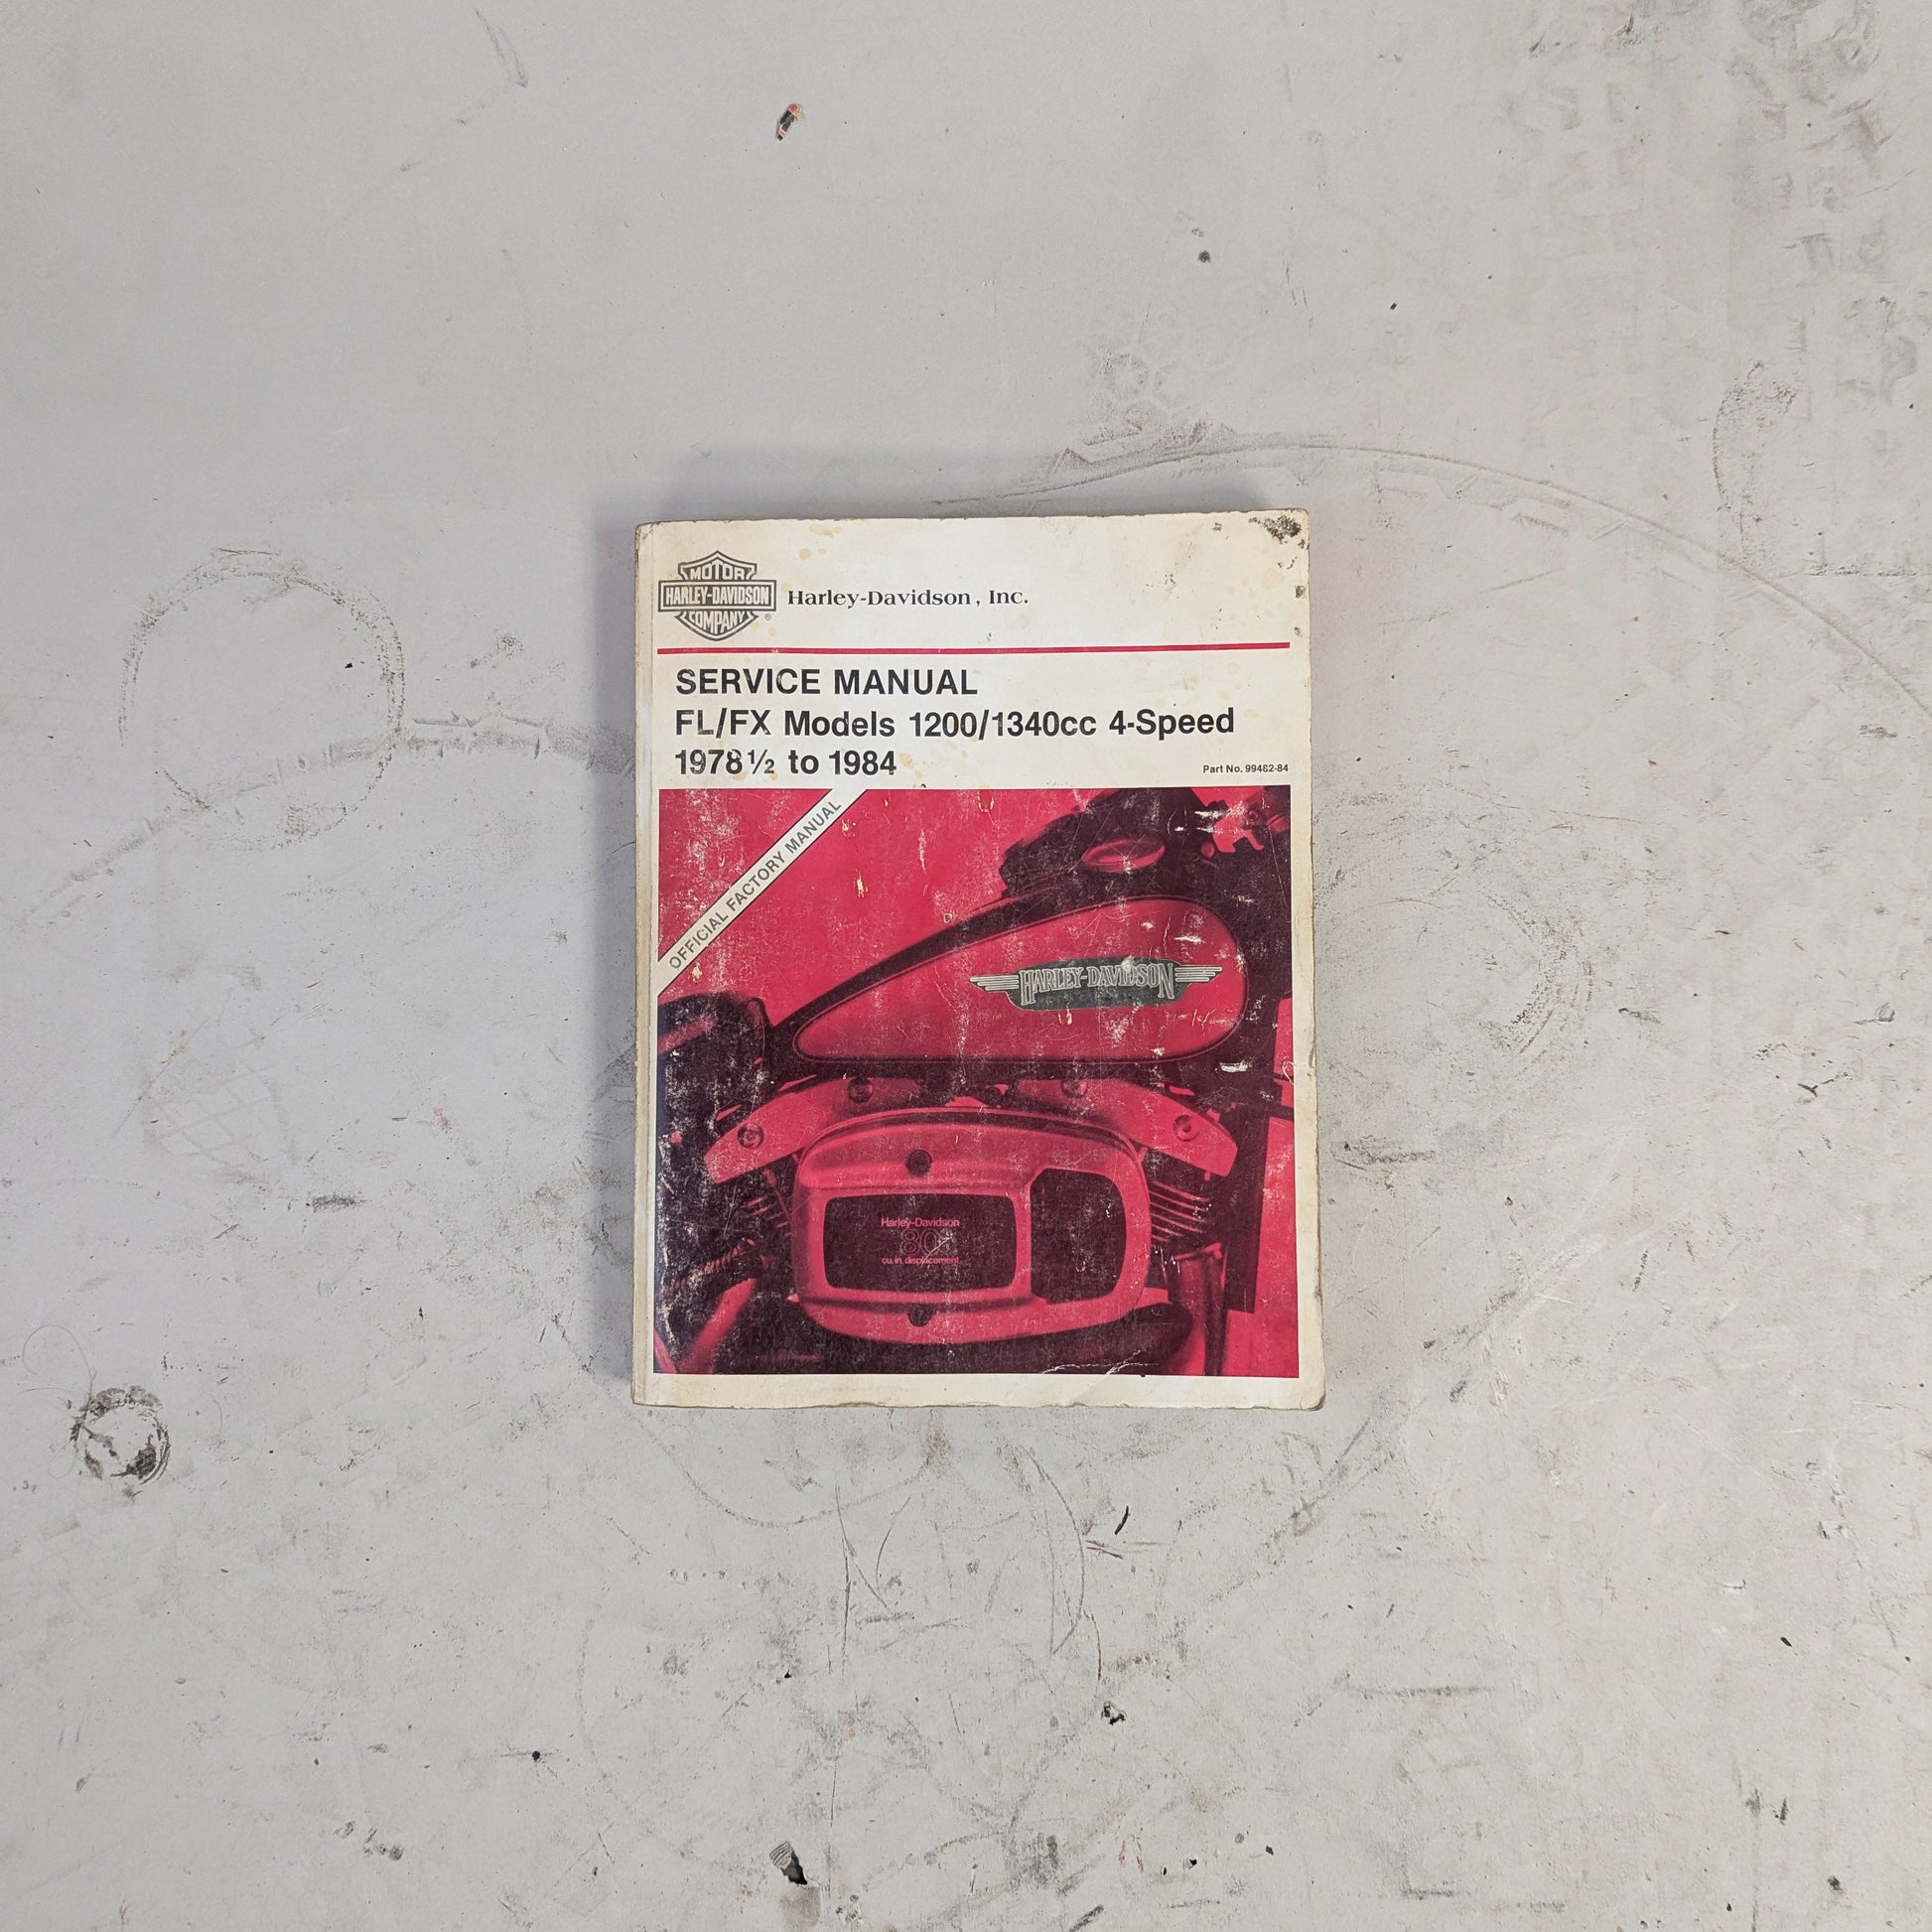 MOTOR
HARLEY-DAVIDSON
COMPANY
®
Harley-Davidson, Inc.
SERVICE MANUAL
FL/FX Models 1200/1340cc 4-Speed
1978½ to 1984
Part No. 99482-84
OFFICIAL FACTORY MANUAL
HARLEY-DAVIDSON
Harley-Davidson
80
cu. in. displacement